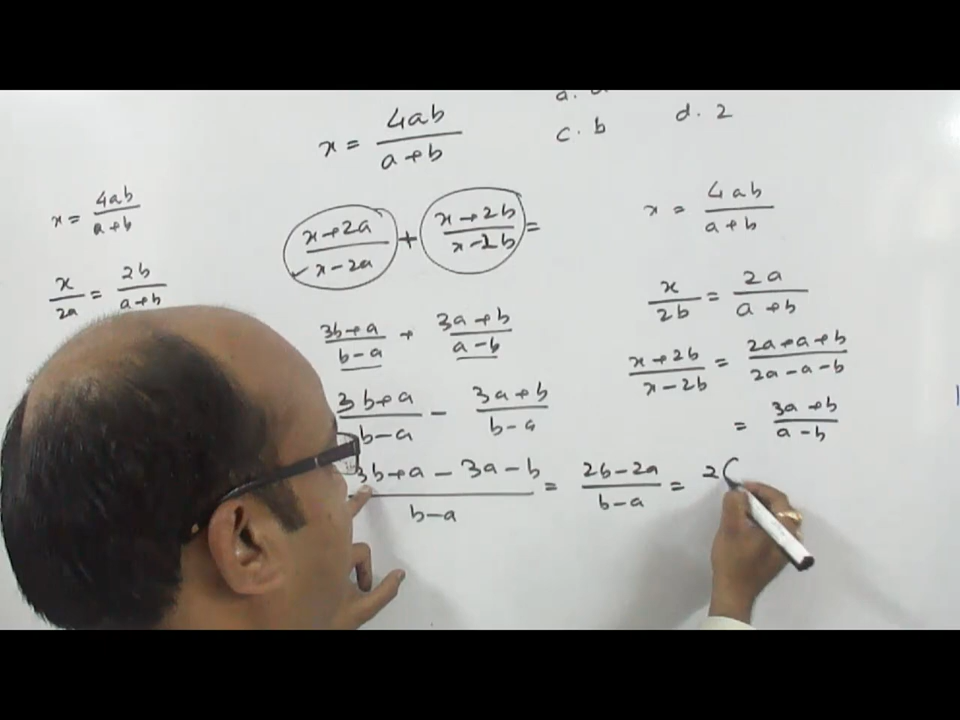 x = 4ab / a+b
a.
c. b d. 2
x = 4ab / a+b
x / 2a = 2b / a+b
x+2a / x-2a + x+2b / x-2b =
3b+a / b-a + 3a+b / a-b
3b+a / b-a - 3a+b / b-a
3b+a - 3a-b / b-a = 2b-2a / b-a = 2(
x = 4ab / a+b
x / 2b = 2a / a+b
x+2b / x-2b = 2a+a+b / 2a-a-b
= 3a+b / a-b